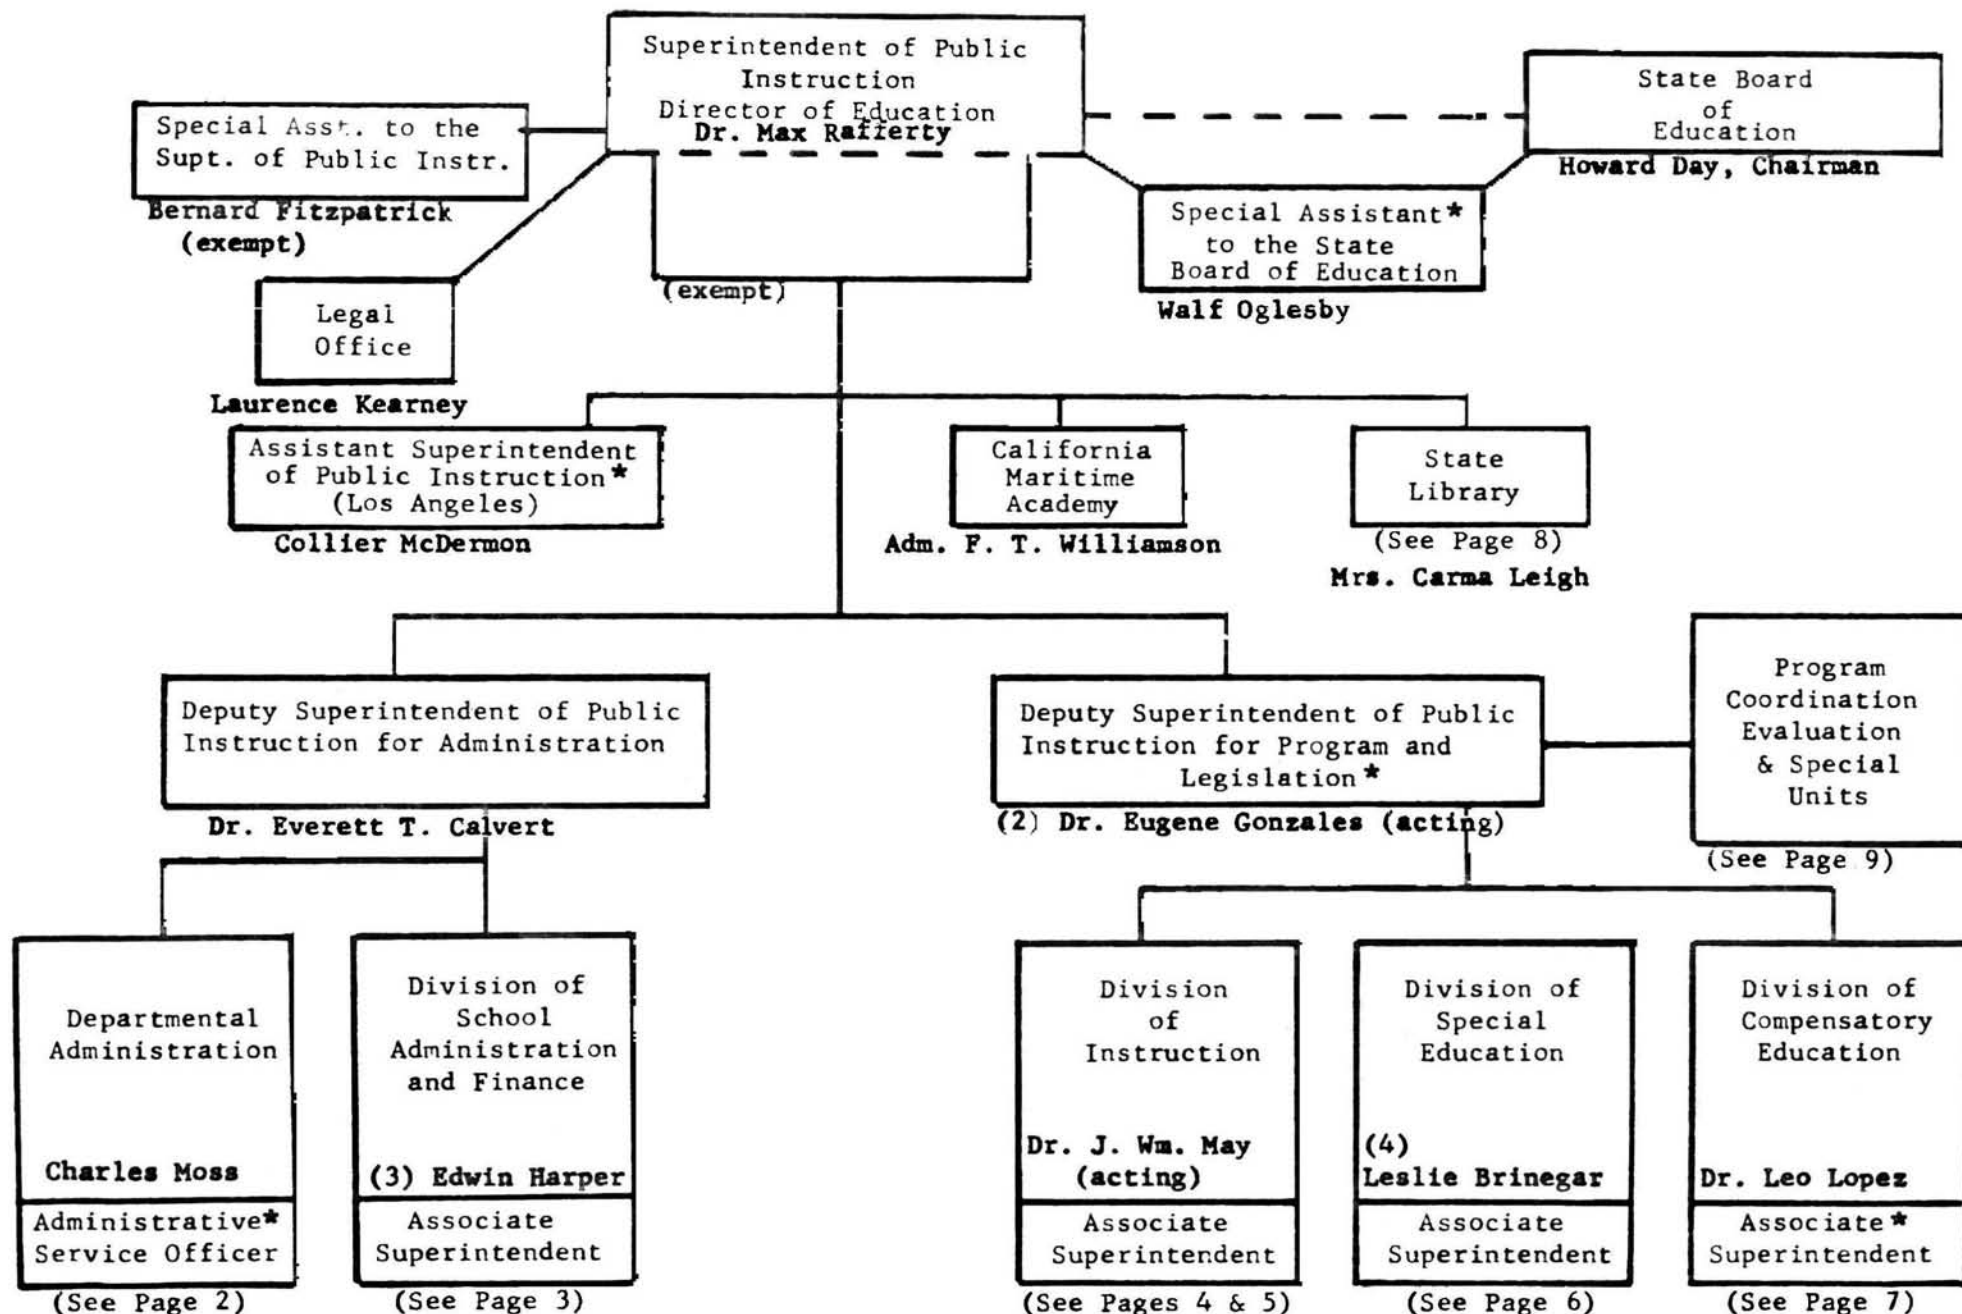 Superintendent of Public
Instruction
Director of Education
Dr. Max Rafferty
State Board
of
Education
Howard Day, Chairman
Special Asst. to the
Supt. of Public Instr.
Bernard Fitzpatrick
(exempt)
Special Assistant*
to the State
Board of Education
Walf Oglesby
(exempt)
Legal
Office
Laurence Kearney
Assistant Superintendent
of Public Instruction*
(Los Angeles)
Collier McDermon
California
Maritime
Academy
Adm. F. T. Williamson
State
Library
(See Page 8)
Mrs. Carma Leigh
Deputy Superintendent of Public
Instruction for Administration
Dr. Everett T. Calvert
Deputy Superintendent of Public
Instruction for Program and
Legislation*
(2) Dr. Eugene Gonzales (acting)
Program
Coordination
Evaluation
& Special
Units
(See Page 9)
Departmental
Administration
Charles Moss
Administrative*
Service Officer
(See Page 2)
Division of
School
Administration
and Finance
(3) Edwin Harper
Associate
Superintendent
(See Page 3)
Division
of
Instruction
Dr. J. Wm. May
(acting)
Associate
Superintendent
(See Pages 4 & 5)
Division of
Special
Education
(4)
Leslie Brinegar
Associate
Superintendent
(See Page 6)
Division of
Compensatory
Education
Dr. Leo Lopez
Associate*
Superintendent
(See Page 7)